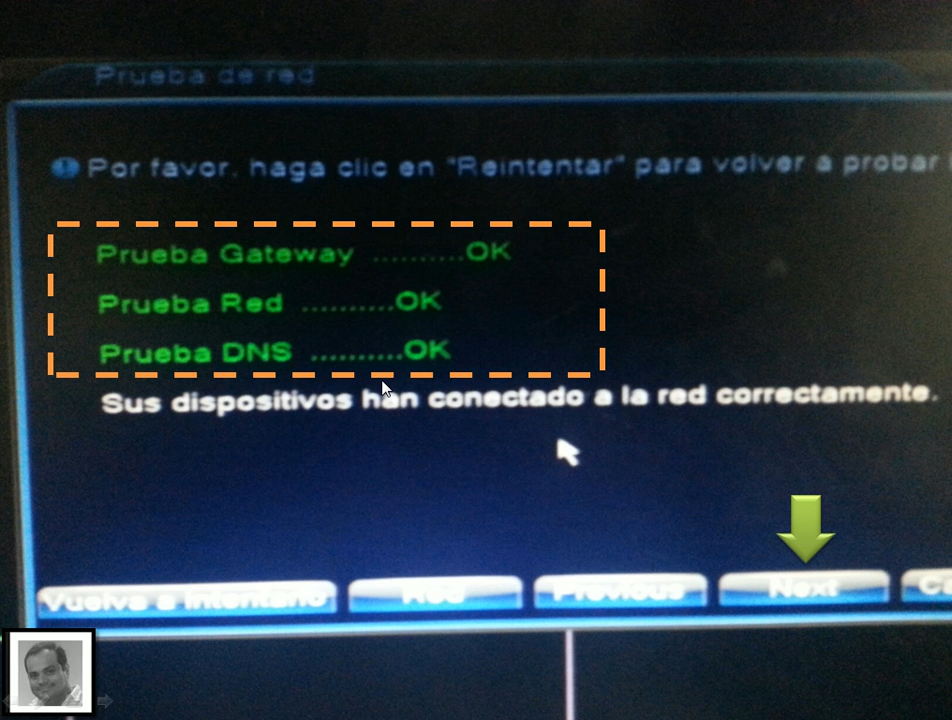 Prueba de red
Por favor, haga clic en "Reintentar" para volver a probar
Prueba Gateway ..........OK
Prueba Red ..........OK
Prueba DNS ..........OK
Sus dispositivos han conectado a la red correctamente.
Vuelva a intentarlo Red Previous Next